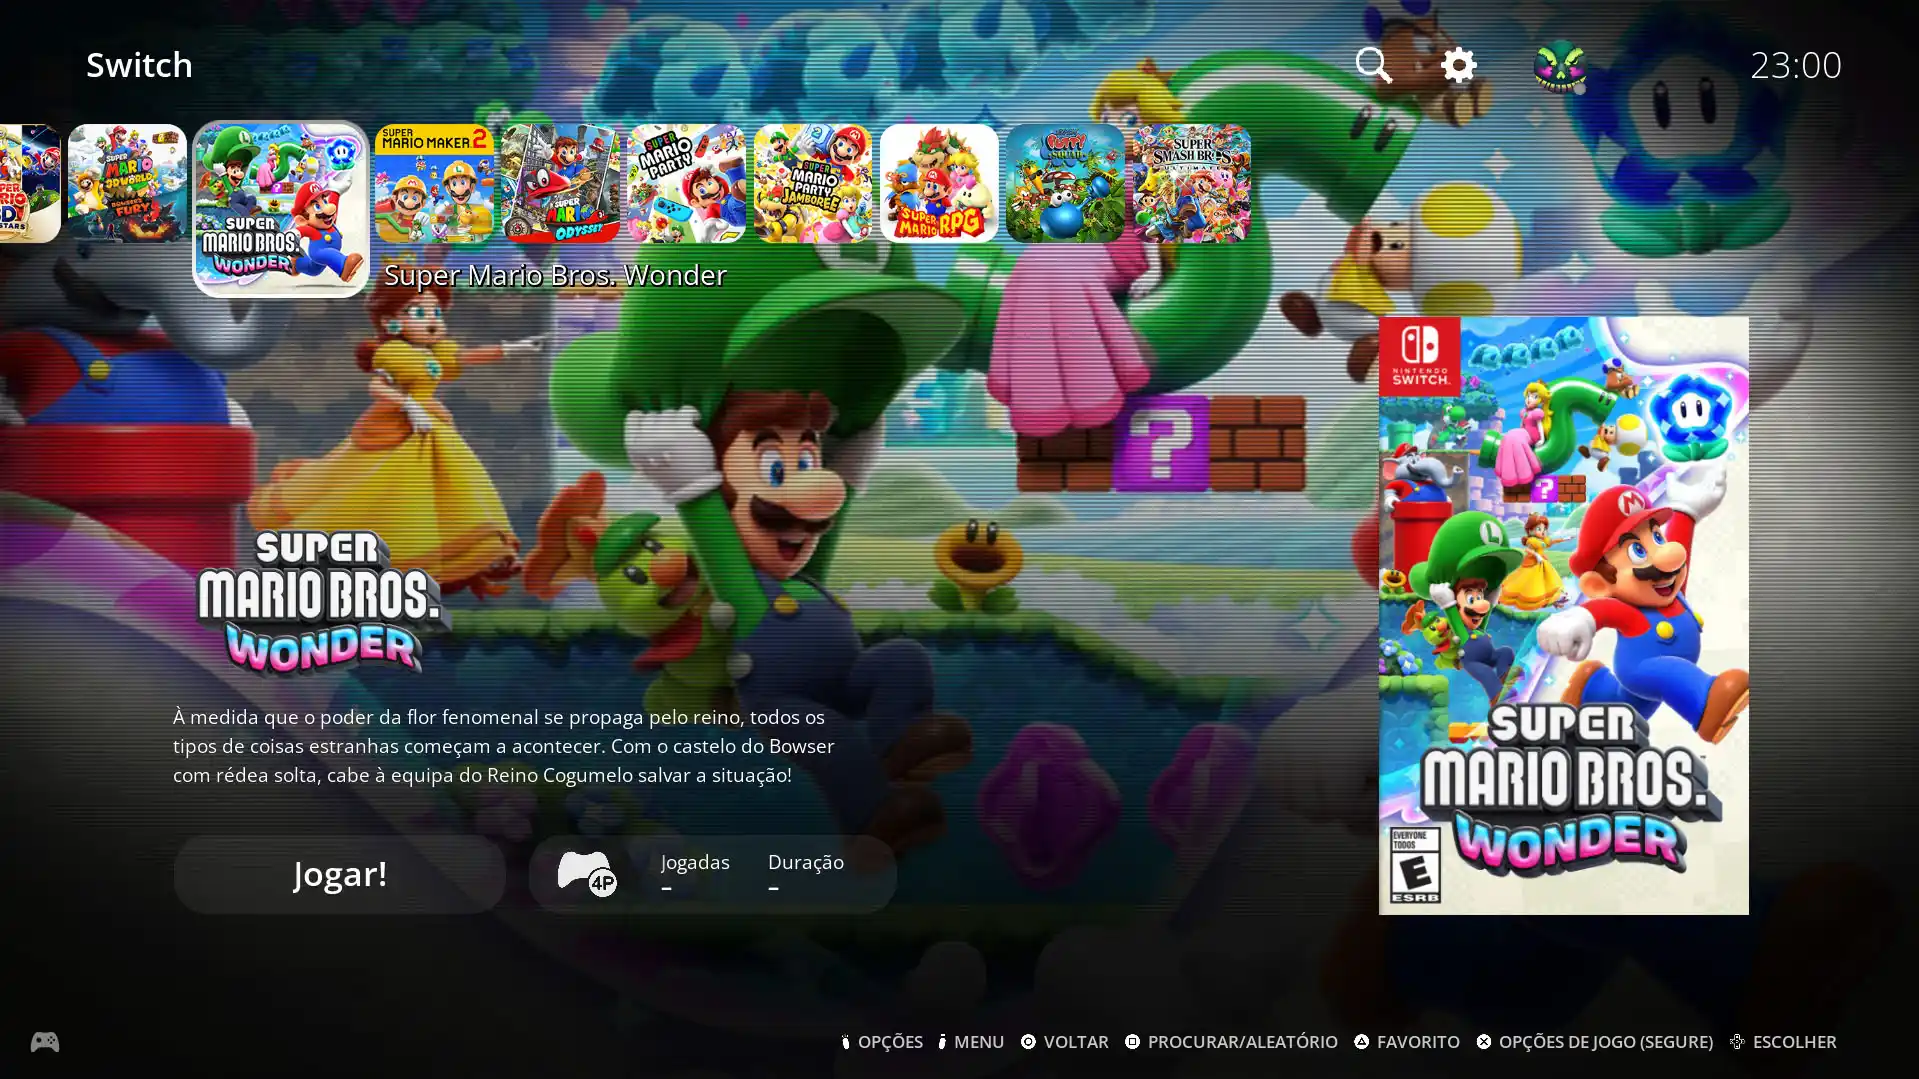 Switch
23:00
SUPER MARIO 3D WORLD
BOWSER'S FURY
SUPER
MARIO BROS.
WONDER
SUPER
MARIO MAKER 2
SUPER MARIO
ODYSSEY
SUPER
MARIO
PARTY
SUPER
MARIO
PARTY
JAMBOREE
SUPER
MARIO RPG
PUTTY
SQUAD
SUPER
SMASH BROS.
ULTIMATE
Super Mario Bros. Wonder
SUPER
MARIO BROS.
WONDER
À medida que o poder da flor fenomenal se propaga pelo reino, todos os
tipos de coisas estranhas começam a acontecer. Com o castelo do Bowser
com rédea solta, cabe à equipa do Reino Cogumelo salvar a situação!
Jogar!
4P
Jogadas
–
Duração
–
NINTENDO
SWITCH
?
SUPER
MARIO BROS.
WONDER
EVERYONE
TODOS
E
ESRB
OPÇÕES
MENU
VOLTAR
PROCURAR/ALEATÓRIO
FAVORITO
OPÇÕES DE JOGO (SEGURE)
ESCOLHER